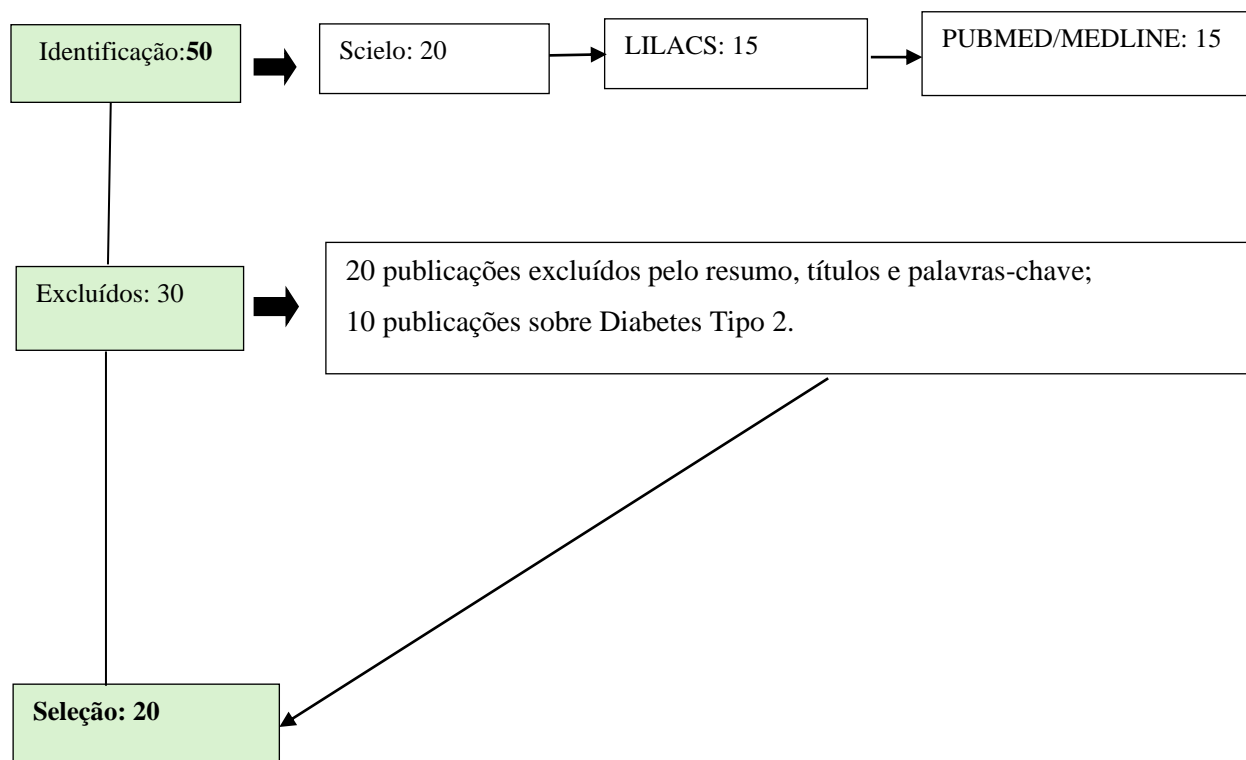 Identificação:50
Scielo: 20
LILACS: 15
PUBMED/MEDLINE: 15
Excluídos: 30
20 publicações excluídos pelo resumo, títulos e palavras-chave;
10 publicações sobre Diabetes Tipo 2.
Seleção: 20